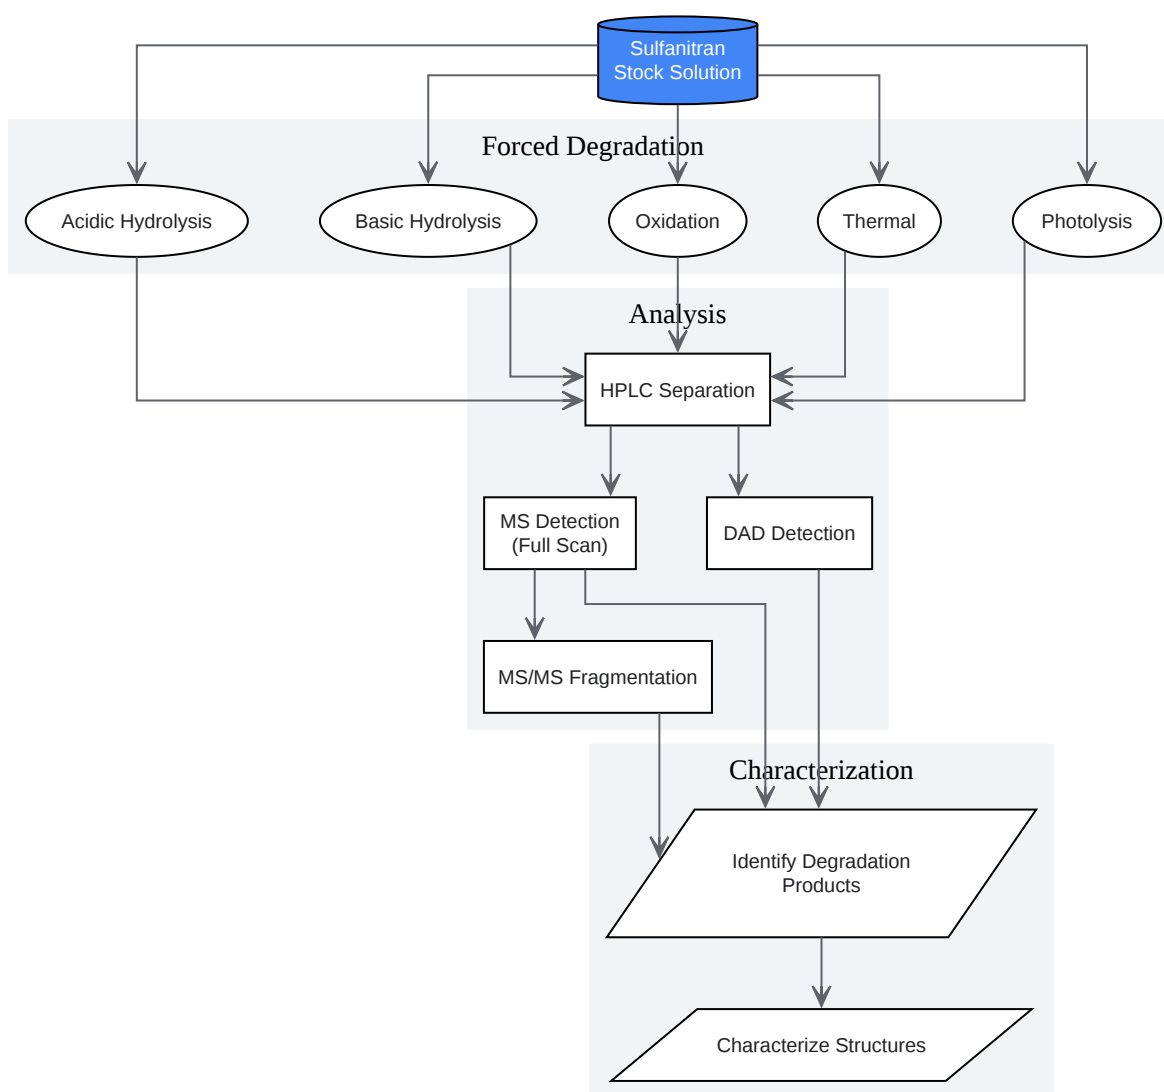 Sulfanitran
Stock Solution
Forced Degradation
Acidic Hydrolysis
Basic Hydrolysis
Oxidation
Thermal
Photolysis
Analysis
HPLC Separation
MS Detection
(Full Scan)
DAD Detection
MS/MS Fragmentation
Characterization
Identify Degradation
Products
Characterize Structures